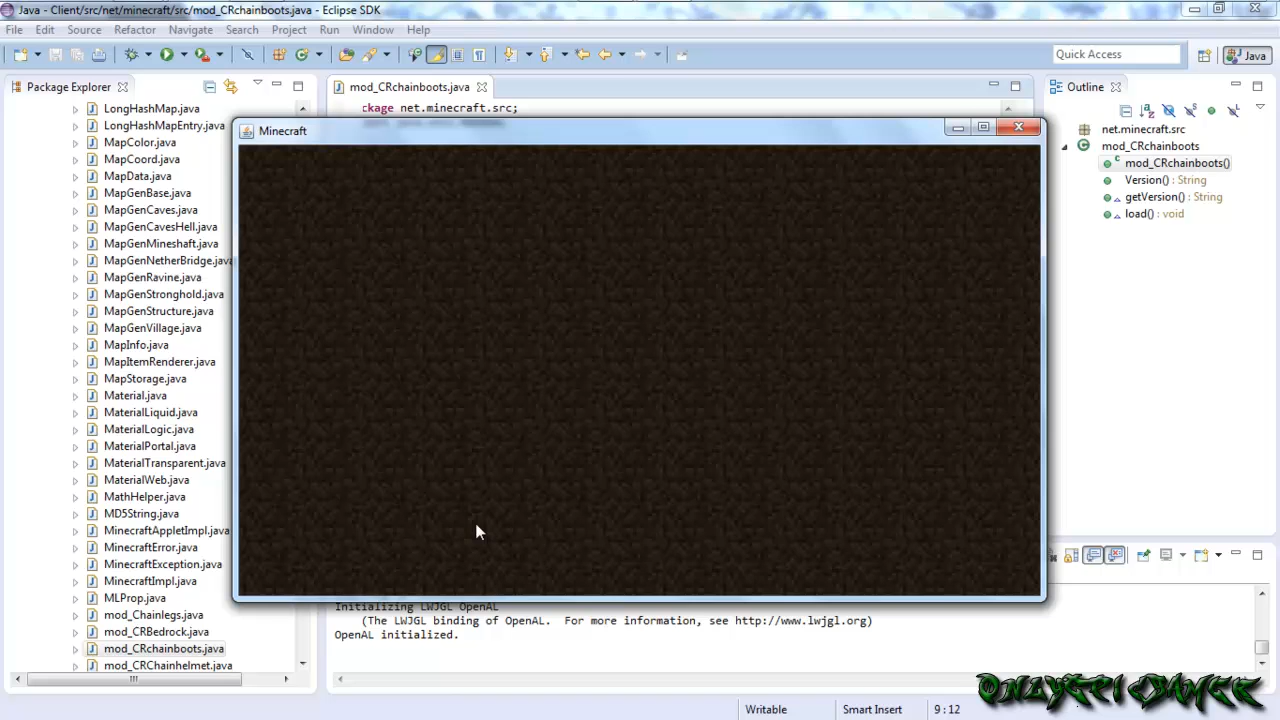 Java - Client/src/net/minecraft/src/mod_CRchainboots.java - Eclipse SDK
File Edit Source Refactor Navigate Search Project Run Window Help
Quick Access
Java
Package Explorer
mod_CRchainboots.java
Outline
LongHashMap.java
LongHashMapEntry.java
MapColor.java
MapCoord.java
MapData.java
MapGenBase.java
MapGenCaves.java
MapGenCavesHell.java
MapGenMineshaft.java
MapGenNetherBridge.java
MapGenRavine.java
MapGenStronghold.java
MapGenStructure.java
MapGenVillage.java
MapInfo.java
MapItemRenderer.java
MapStorage.java
Material.java
MaterialLiquid.java
MaterialLogic.java
MaterialPortal.java
MaterialTransparent.java
MaterialWeb.java
MathHelper.java
MD5String.java
MinecraftAppletImpl.java
MinecraftError.java
MinecraftException.java
MinecraftImpl.java
MLProp.java
mod_Chainlegs.java
mod_CRBedrock.java
mod_CRchainboots.java
mod_CRChainhelmet.java
ckage net.minecraft.src;
Minecraft
net.minecraft.src
mod_CRchainboots
mod_CRchainboots()
Version() : String
getVersion() : String
load() : void
Initializing LWJGL OpenAL
(The LWJGL binding of OpenAL. For more information, see http://www.lwjgl.org)
OpenAL initialized.
OnlyEpicGamer
Writable
Smart Insert
9 : 12